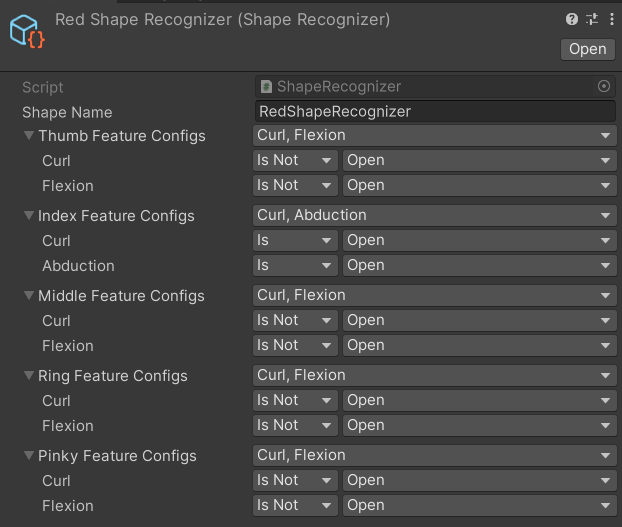 Red Shape Recognizer (Shape Recognizer)
Open
Script ShapeRecognizer
Shape Name RedShapeRecognizer
Thumb Feature Configs Curl, Flexion
Curl Is Not Open
Flexion Is Not Open
Index Feature Configs Curl, Abduction
Curl Is Open
Abduction Is Open
Middle Feature Configs Curl, Flexion
Curl Is Not Open
Flexion Is Not Open
Ring Feature Configs Curl, Flexion
Curl Is Not Open
Flexion Is Not Open
Pinky Feature Configs Curl, Flexion
Curl Is Not Open
Flexion Is Not Open